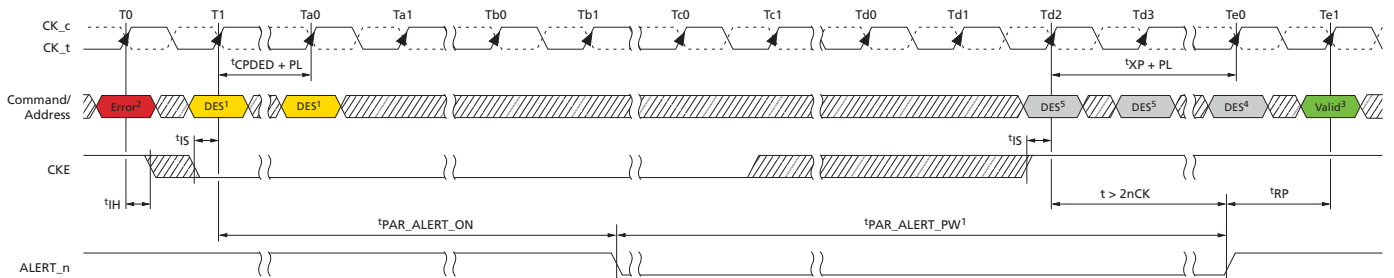 T0 T1 Ta0 Ta1 Tb0 Tb1 Tc0 Tc1 Td0 Td1 Td2 Td3 Te0 Te1
CK_c
CK_t
tCPDED + PL
tXP + PL
Command/
Address
Error²
DES¹
DES¹
DES⁵
DES⁵
DES⁴
Valid³
tIS
tIS
CKE
tIH
t > 2nCK
tRP
tPAR_ALERT_ON
tPAR_ALERT_PW¹
ALERT_n